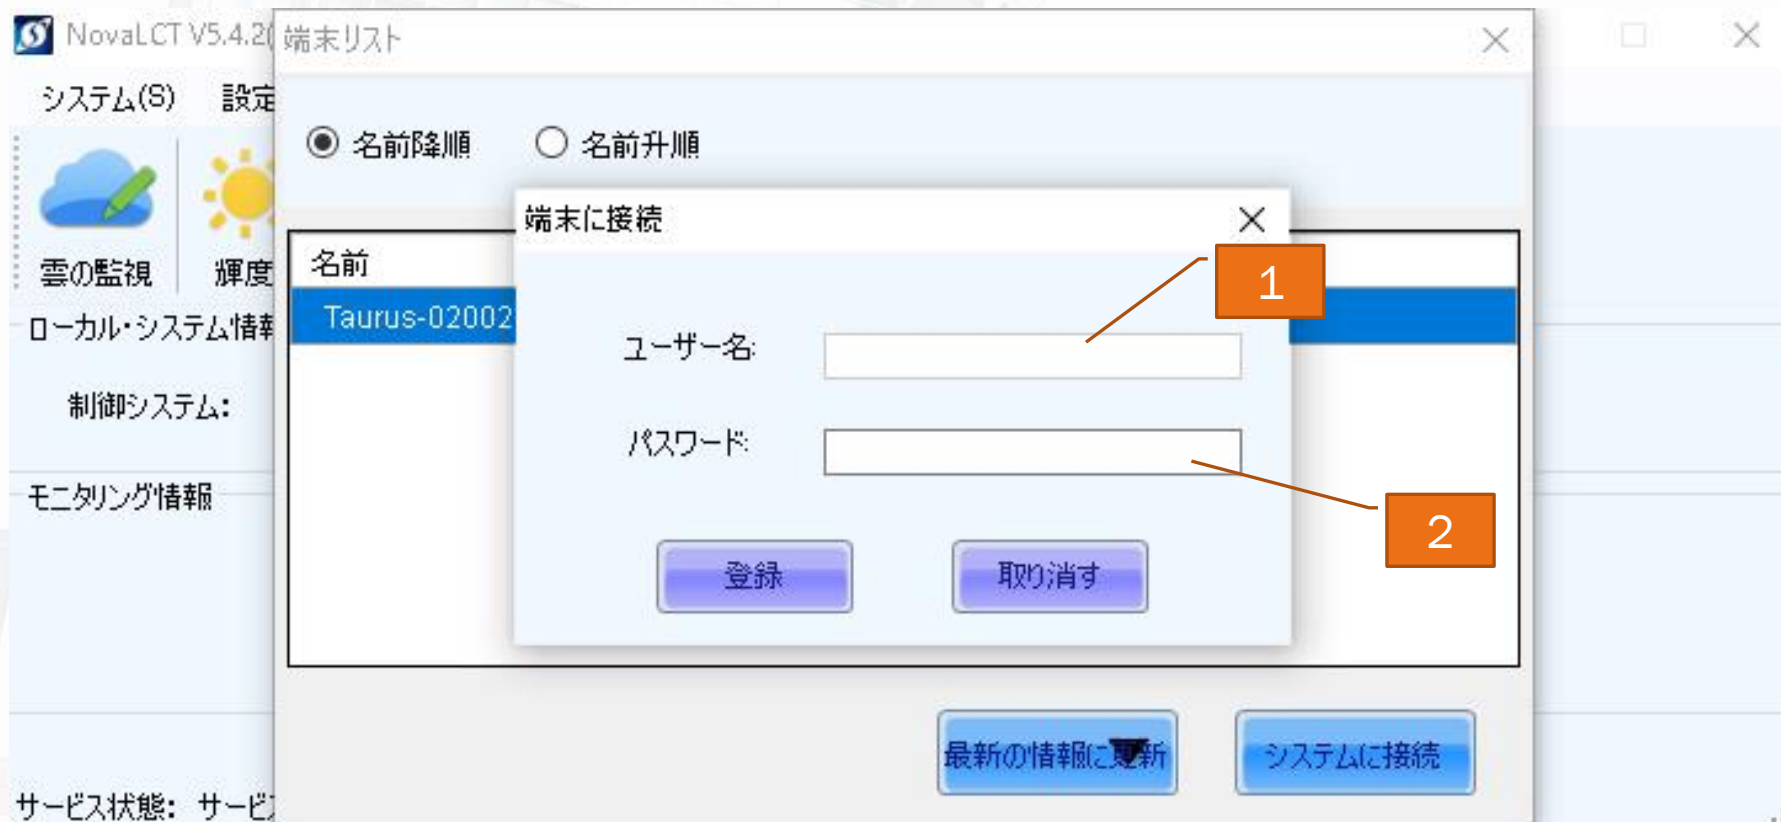 NovaLCT V5.4.2(
端末リスト
システム(S) 設定
名前降順 名前升順
端末に接続
雲の監視 輝度
名前
1
Taurus-02002
ローカル・システム情報
ユーザー名:
制御システム:
パスワード:
モニタリング情報
2
登録 取り消す
最新の情報に更新 システムに接続
サービス状態: サービ